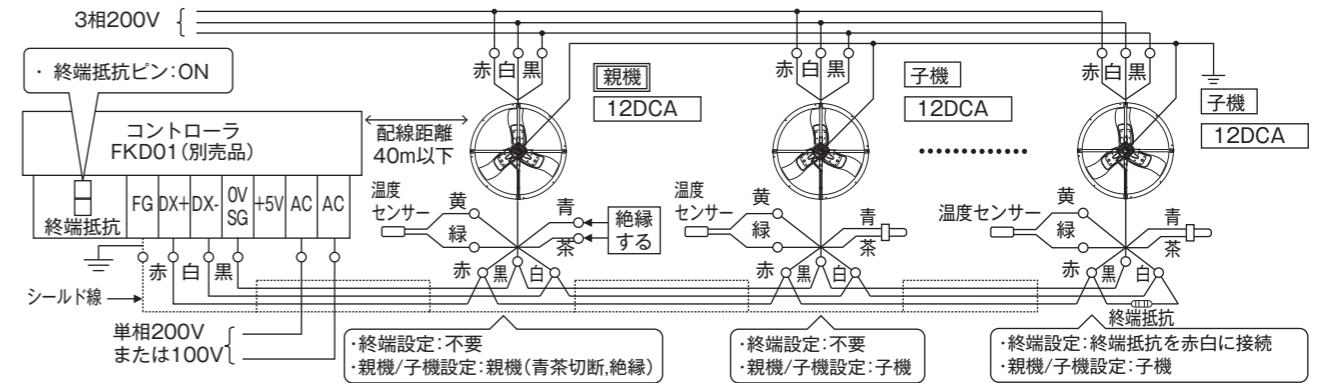 3相200V
・ 終端抵抗ピン:ON
コントローラ
FKD01(別売品)
終端抵抗
FG
DX+
DX-
0V
SG
+5V
AC
AC
赤 白 黒
シールド線
単相200V
または100V
配線距離
40m以下
赤 白 黒
親機
12DCA
温度
センサー
黄
緑
青
茶
絶縁
する
赤 黒 白
・終端設定:不要
・親機/子機設定:親機(青茶切断,絶縁)
赤 白 黒
子機
12DCA
温度
センサー
黄
緑
青
茶
赤 黒 白
・終端設定:不要
・親機/子機設定:子機
赤 白 黒
子機
12DCA
温度センサー
黄
緑
青
茶
赤 黒 白
終端抵抗
・終端設定:終端抵抗を赤白に接続
・親機/子機設定:子機